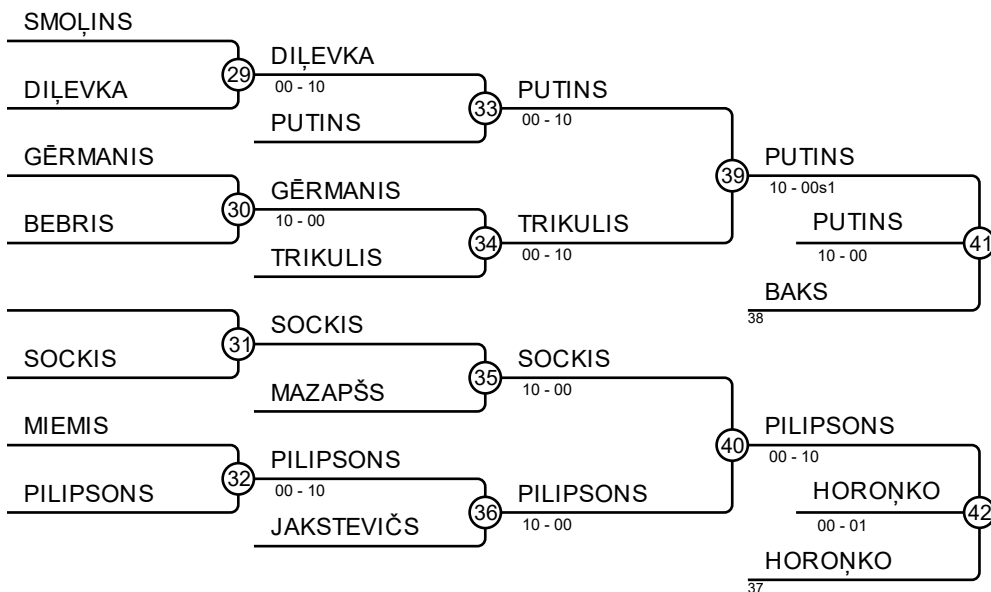 SMOĻINS
29
DIĻEVKA
DIĻEVKA
00 - 10
33
PUTINS
PUTINS
00 - 10
GĒRMANIS
30
BEBRIS
GĒRMANIS
10 - 00
34
TRIKULIS
TRIKULIS
00 - 10
39
PUTINS
10 - 00s1
PUTINS
10 - 00
41
BAKS
38
31
SOCKIS
SOCKIS
35
MAZAPŠS
SOCKIS
10 - 00
MIEMIS
32
PILIPSONS
PILIPSONS
00 - 10
36
JAKSTEVIČS
PILIPSONS
10 - 00
40
PILIPSONS
00 - 10
HOROŅKO
00 - 01
42
HOROŅKO
37